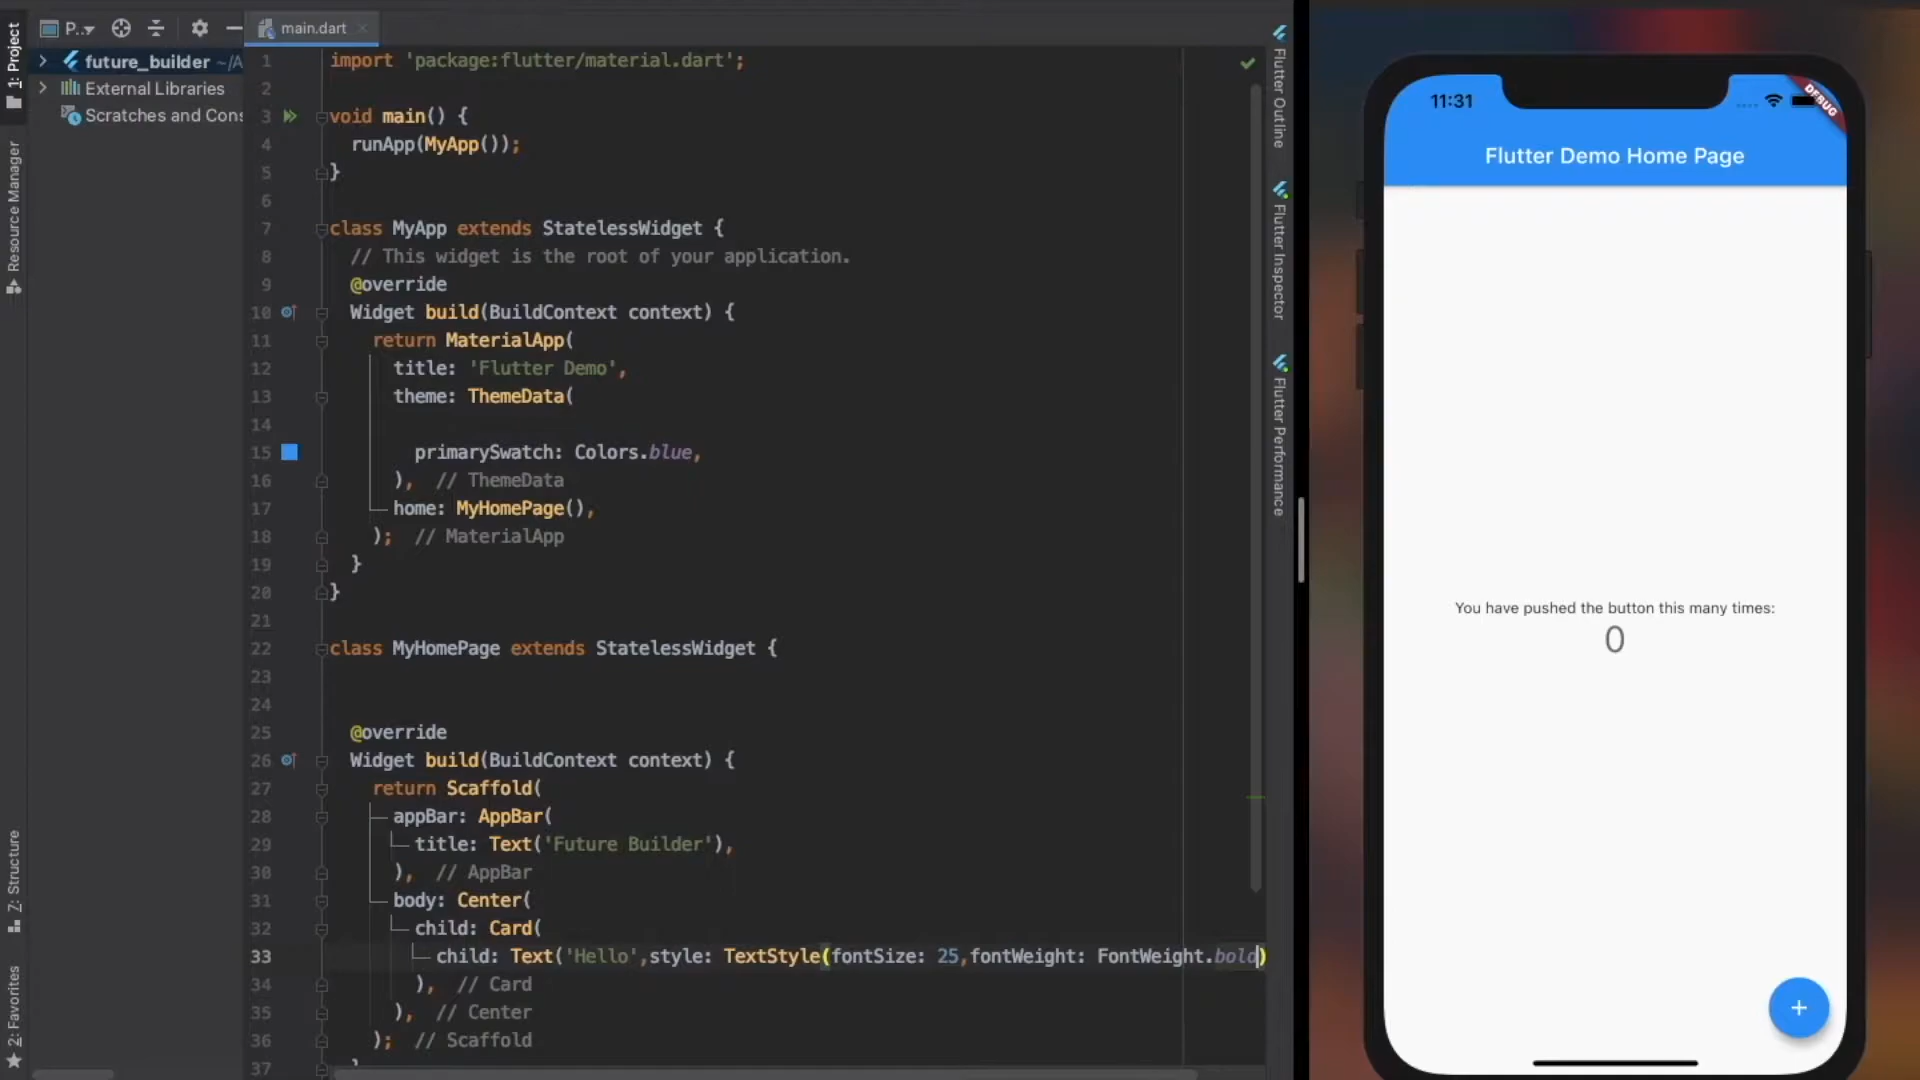 1: Project
P..
main.dart
future_builder ~/A
External Libraries
Scratches and Cons
Resource Manager
Z: Structure
2: Favorites
1 import 'package:flutter/material.dart';
2
3 void main() {
4 runApp(MyApp());
5 }
6
7 class MyApp extends StatelessWidget {
8 // This widget is the root of your application.
9 @override
10 Widget build(BuildContext context) {
11 return MaterialApp(
12 title: 'Flutter Demo',
13 theme: ThemeData(
14
15 primarySwatch: Colors.blue,
16 ), // ThemeData
17 home: MyHomePage(),
18 ); // MaterialApp
19 }
20 }
21
22 class MyHomePage extends StatelessWidget {
23
24
25 @override
26 Widget build(BuildContext context) {
27 return Scaffold(
28 appBar: AppBar(
29 title: Text('Future Builder'),
30 ), // AppBar
31 body: Center(
32 child: Card(
33 child: Text('Hello',style: TextStyle(fontSize: 25,fontWeight: FontWeight.bold)
34 ), // Card
35 ), // Center
36 ); // Scaffold
37
Flutter Outline
Flutter Inspector
Flutter Performance
11:31
DEBUG
Flutter Demo Home Page
You have pushed the button this many times:
0
+